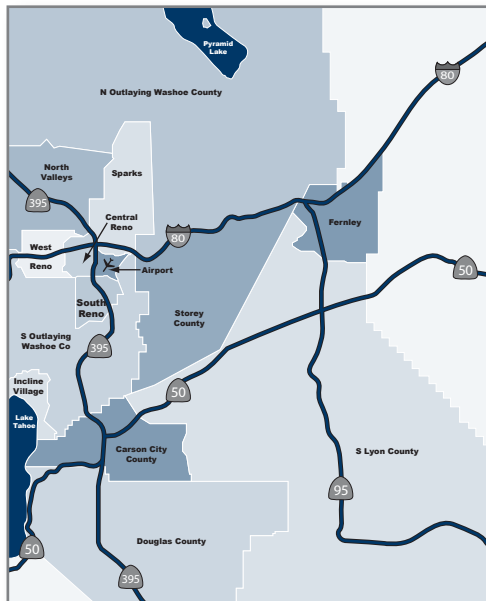 Pyramid
Lake
80
N Outlaying Washoe County
North
Valleys
Sparks
395
Central
Reno
Fernley
80
West
Reno
Airport
50
South
Reno
Storey
County
S Outlaying
Washoe Co
395
Incline
Village
50
Lake
Tahoe
Carson City
County
S Lyon County
95
Douglas County
50
395